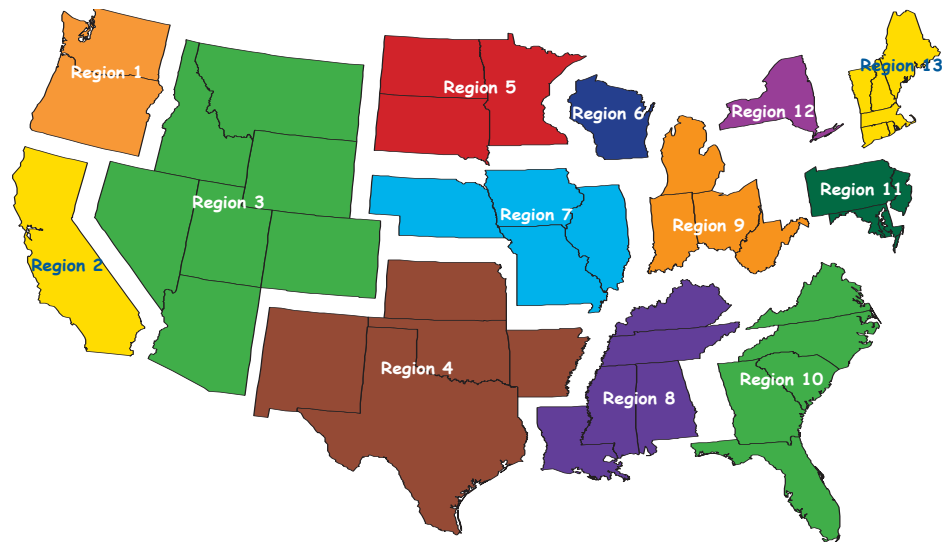 Region 1
Region 2
Region 3
Region 4
Region 5
Region 6
Region 7
Region 8
Region 9
Region 10
Region 11
Region 12
Region 13